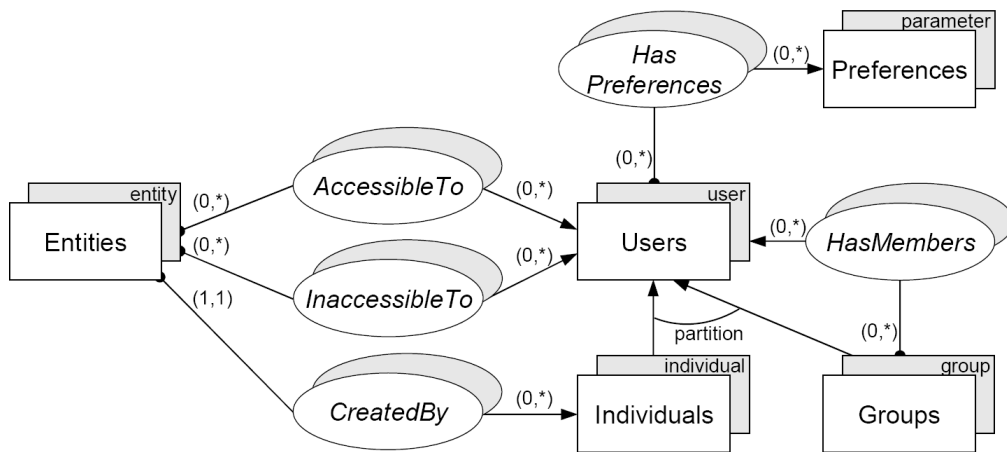 parameter
Has
Preferences
(0,*)
Preferences
(0,*)
AccessibleTo
entity
(0,*)
(0,*)
user
(0,*)
Entities
(0,*)
Users
HasMembers
(0,*)
InaccessibleTo
(1,1)
partition
(0,*)
individual
group
(0,*)
CreatedBy
Individuals
Groups